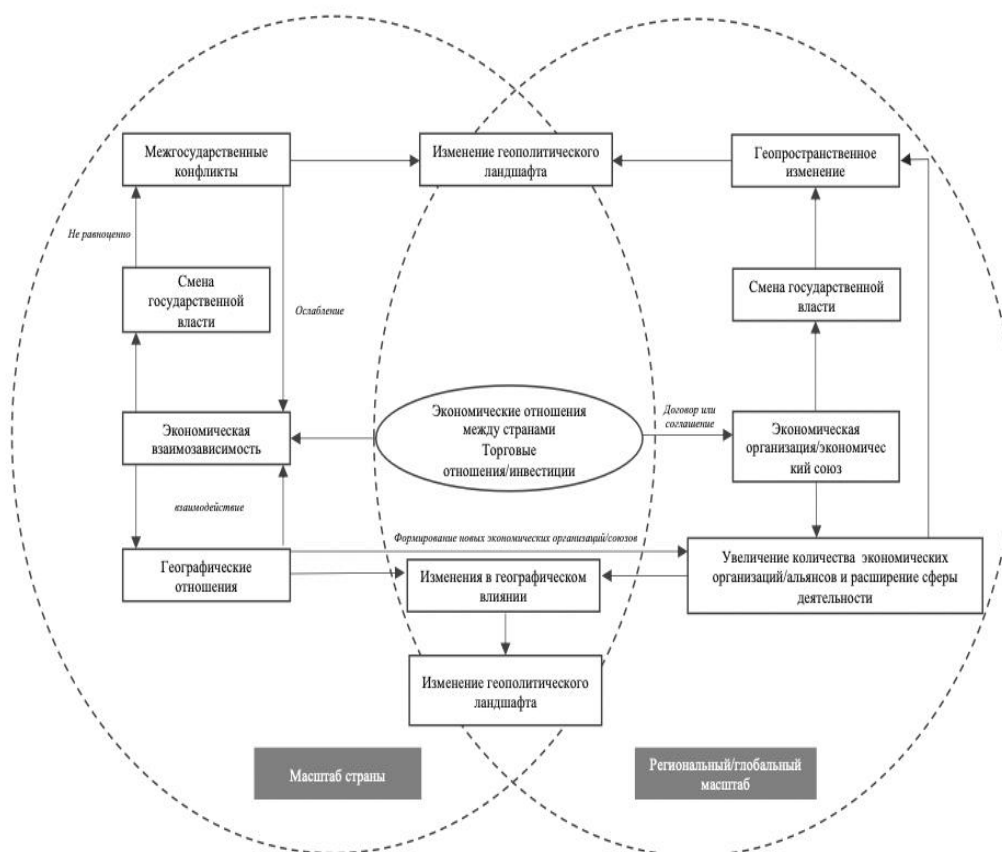 Межгосударственные
конфликты
Изменение геополитического
ландшафта
Геопространственное
изменение
Не равноценно
Смена
государственной
власти
Ослабление
Смена государственной
власти
Экономическая
взаимозависимость
Экономические отношения
между странами
Торговые
отношения/инвестиции
Договор или
соглашение
Экономическая
организация/экономичес
кий союз
взаимодействие
Формирование новых экономических организаций/союзов
Географические
отношения
Изменения в географическом
влиянии
Увеличение количества экономических
организаций/альянсов и расширение сферы
деятельности
Изменение геополитического
ландшафта
Масштаб страны
Региональный/глобальный
масштаб